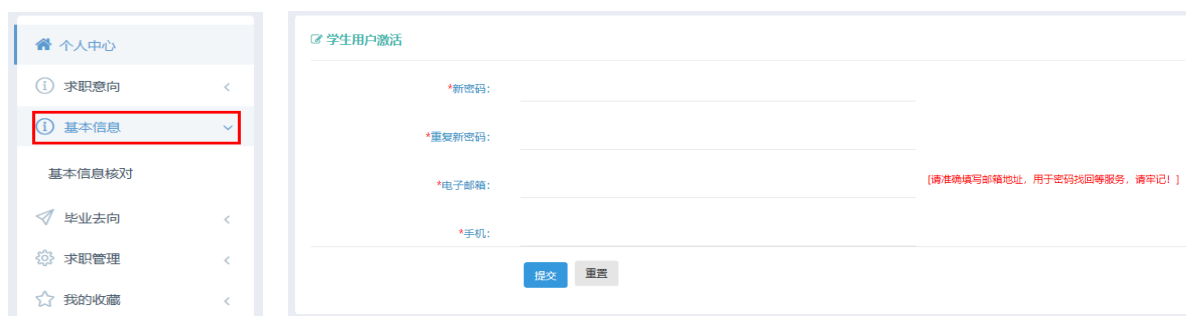 个人中心
求职意向
基本信息
基本信息核对
毕业去向
求职管理
我的收藏
学生用户激活
*新密码：
*重复新密码：
*电子邮箱：
[请准确填写邮箱地址，用于密码找回等服务，请牢记！]
*手机：
提交 重置